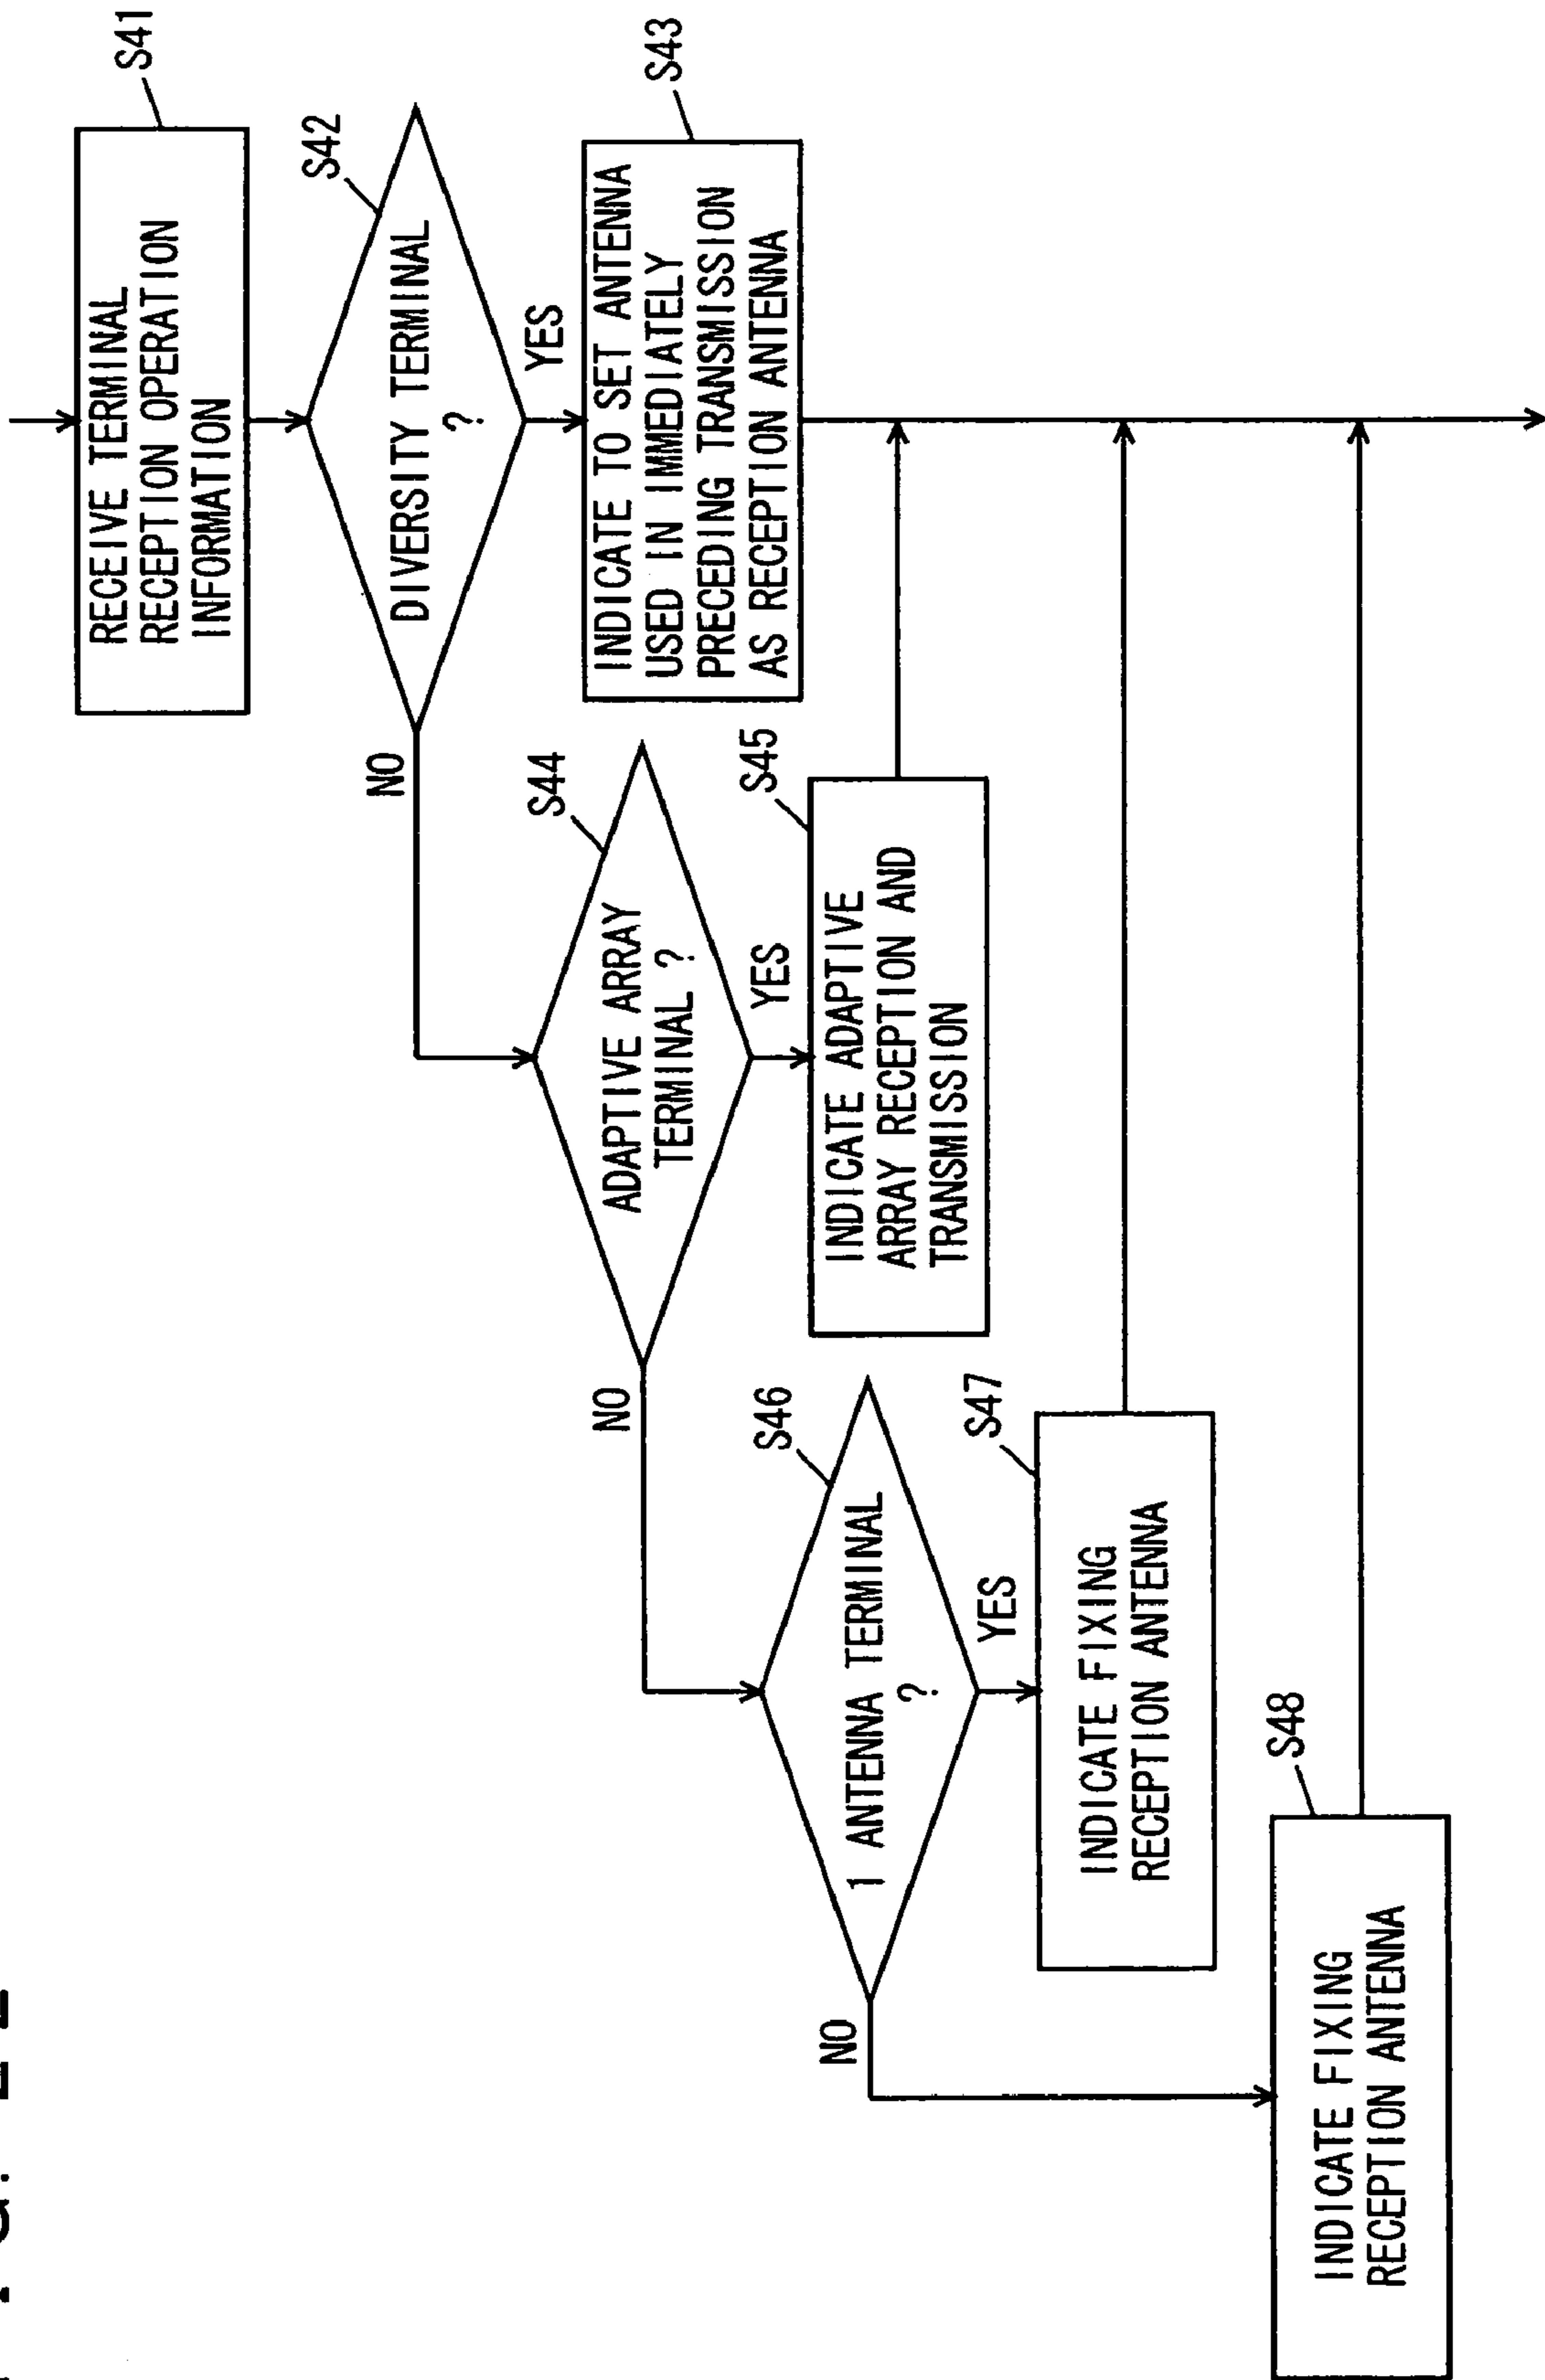 RECEIVE TERMINAL
RECEPTION OPERATION
INFORMATION
S41
DIVERSITY TERMINAL
?
S42
NO
YES
INDICATE TO SET ANTENNA
USED IN IMMEDIATELY
PRECEDING TRANSMISSION
AS RECEPTION ANTENNA
S43
ADAPTIVE ARRAY
TERMINAL ?
S44
NO
YES
INDICATE ADAPTIVE
ARRAY RECEPTION AND
TRANSMISSION
S45
1 ANTENNA TERMINAL
?
S46
NO
YES
INDICATE FIXING
RECEPTION ANTENNA
S47
INDICATE FIXING
RECEPTION ANTENNA
S48